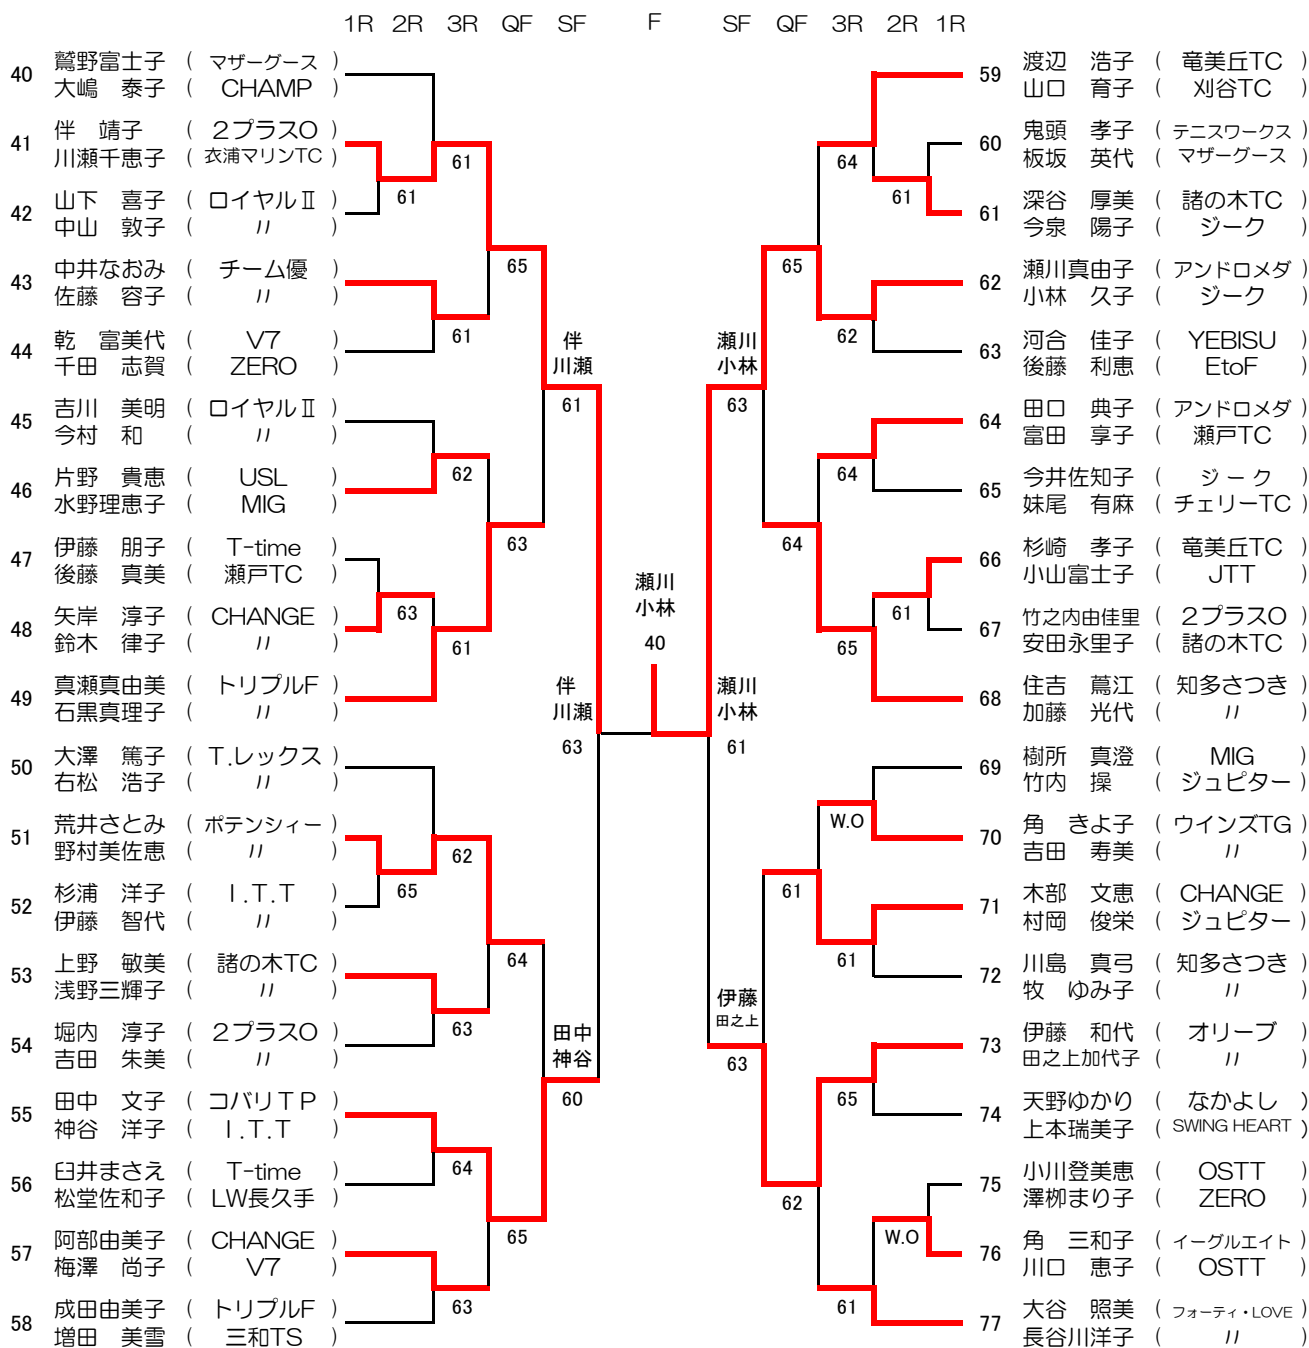 1R 2R 3R QF SF F SF QF 3R 2R 1R
40 鷲野富士子 ( マザーグース )
大嶋 泰子 ( CHAMP )
41 伴 靖子 ( 2プラスO )
川瀬千恵子 ( 衣浦マリンTC )
42 山下 喜子 ( ロイヤルⅡ )
中山 敦子 ( 〃 )
43 中井なおみ ( チーム優 )
佐藤 容子 ( 〃 )
44 乾 富美代 ( V7 )
千田 志賀 ( ZERO )
45 吉川 美明 ( ロイヤルⅡ )
今村 和 ( 〃 )
46 片野 貴恵 ( USL )
水野理恵子 ( MIG )
47 伊藤 朋子 ( T-time )
後藤 真美 ( 瀬戸TC )
48 矢岸 淳子 ( CHANGE )
鈴木 律子 ( 〃 )
49 真瀬真由美 ( トリプルF )
石黒真理子 ( 〃 )
50 大澤 篤子 ( T.レックス )
右松 浩子 ( 〃 )
51 荒井さとみ ( ポテンシィー )
野村美佐恵 ( 〃 )
52 杉浦 洋子 ( I.T.T )
伊藤 智代 ( 〃 )
53 上野 敏美 ( 諸の木TC )
浅野三輝子 ( 〃 )
54 堀内 淳子 ( 2プラスO )
吉田 朱美 ( 〃 )
55 田中 文子 ( コバリTP )
神谷 洋子 ( I.T.T )
56 臼井まさえ ( T-time )
松堂佐和子 ( LW長久手 )
57 阿部由美子 ( CHANGE )
梅澤 尚子 ( V7 )
58 成田由美子 ( トリプルF )
増田 美雪 ( 三和TS )
61
61
65
61
伴
川瀬
61
62
63
63
61
伴
川瀬
63
62
65
64
63
田中
神谷
60
64
65
63
瀬川
小林
40
瀬川
小林
63
瀬川
小林
61
伊藤
田之上
63
64
61
65
62
64
64
61
65
W.O
61
61
65
62
W.O
61
59 渡辺 浩子 ( 竜美丘TC )
山口 育子 ( 刈谷TC )
60 鬼頭 孝子 ( テニスワークス )
板坂 英代 ( マザーグース )
61 深谷 厚美 ( 諸の木TC )
今泉 陽子 ( ジーク )
62 瀬川真由子 ( アンドロメダ )
小林 久子 ( ジーク )
63 河合 佳子 ( YEBISU )
後藤 利恵 ( EtoF )
64 田口 典子 ( アンドロメダ )
富田 享子 ( 瀬戸TC )
65 今井佐知子 ( ジーク )
妹尾 有麻 ( チェリーTC )
66 杉崎 孝子 ( 竜美丘TC )
小山富士子 ( JTT )
67 竹之内由佳里 ( 2プラスO )
安田永里子 ( 諸の木TC )
68 住吉 蔦江 ( 知多さつき )
加藤 光代 ( 〃 )
69 樹所 真澄 ( MIG )
竹内 操 ( ジュピター )
70 角 きよ子 ( ウインズTG )
吉田 寿美 ( 〃 )
71 木部 文恵 ( CHANGE )
村岡 俊栄 ( ジュピター )
72 川島 真弓 ( 知多さつき )
牧 ゆみ子 ( 〃 )
73 伊藤 和代 ( オリーブ )
田之上加代子 ( 〃 )
74 天野ゆかり ( なかよし )
上本瑞美子 ( SWING HEART )
75 小川登美恵 ( OSTT )
澤栁まり子 ( ZERO )
76 角 三和子 ( イーグルエイト )
川口 恵子 ( OSTT )
77 大谷 照美 ( フォーティ・LOVE )
長谷川洋子 ( 〃 )